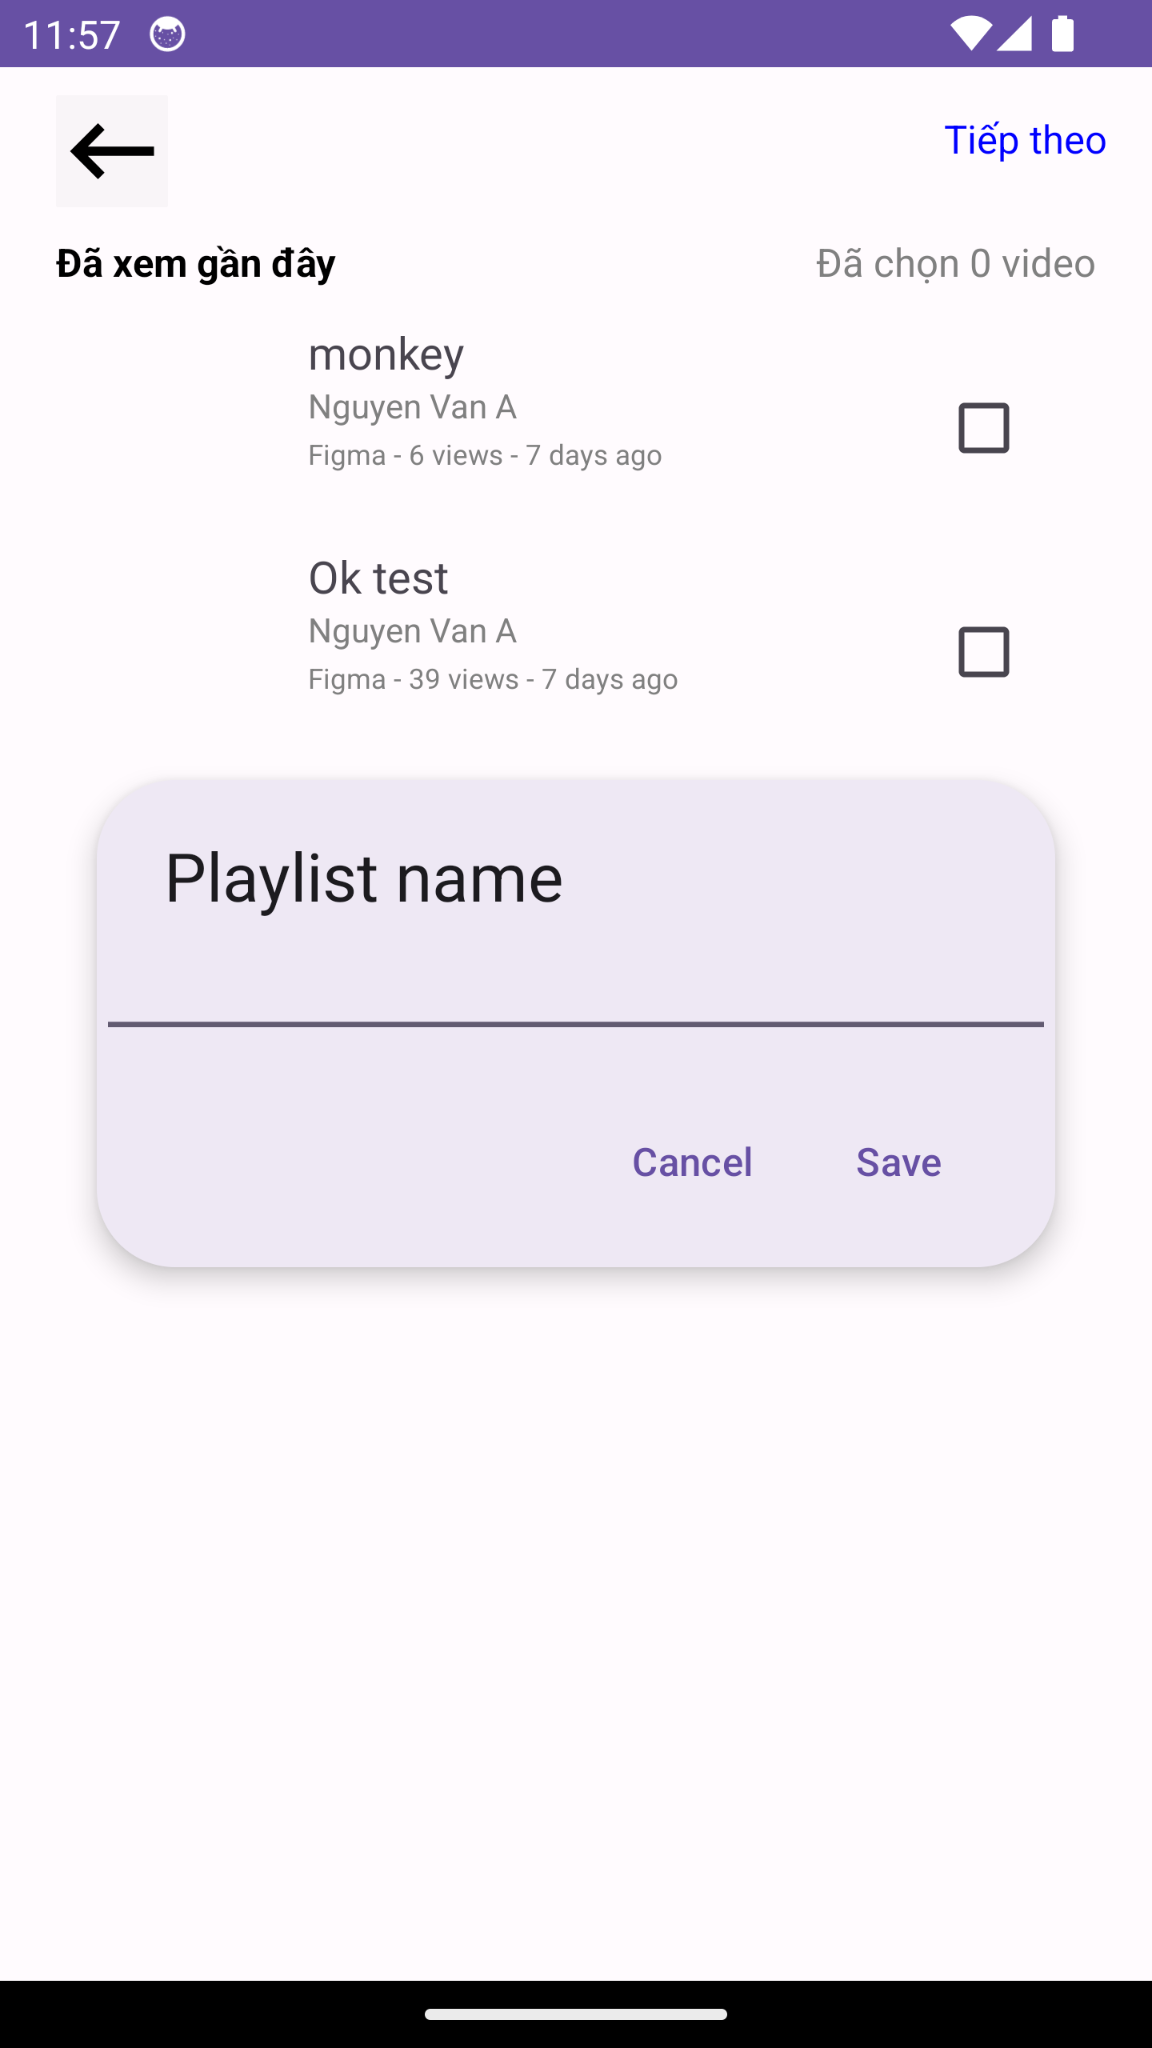 11:57
Tiếp theo
Đã xem gần đây
Đã chọn 0 video
monkey
Nguyen Van A
Figma - 6 views - 7 days ago
Ok test
Nguyen Van A
Figma - 39 views - 7 days ago
Playlist name
Cancel
Save